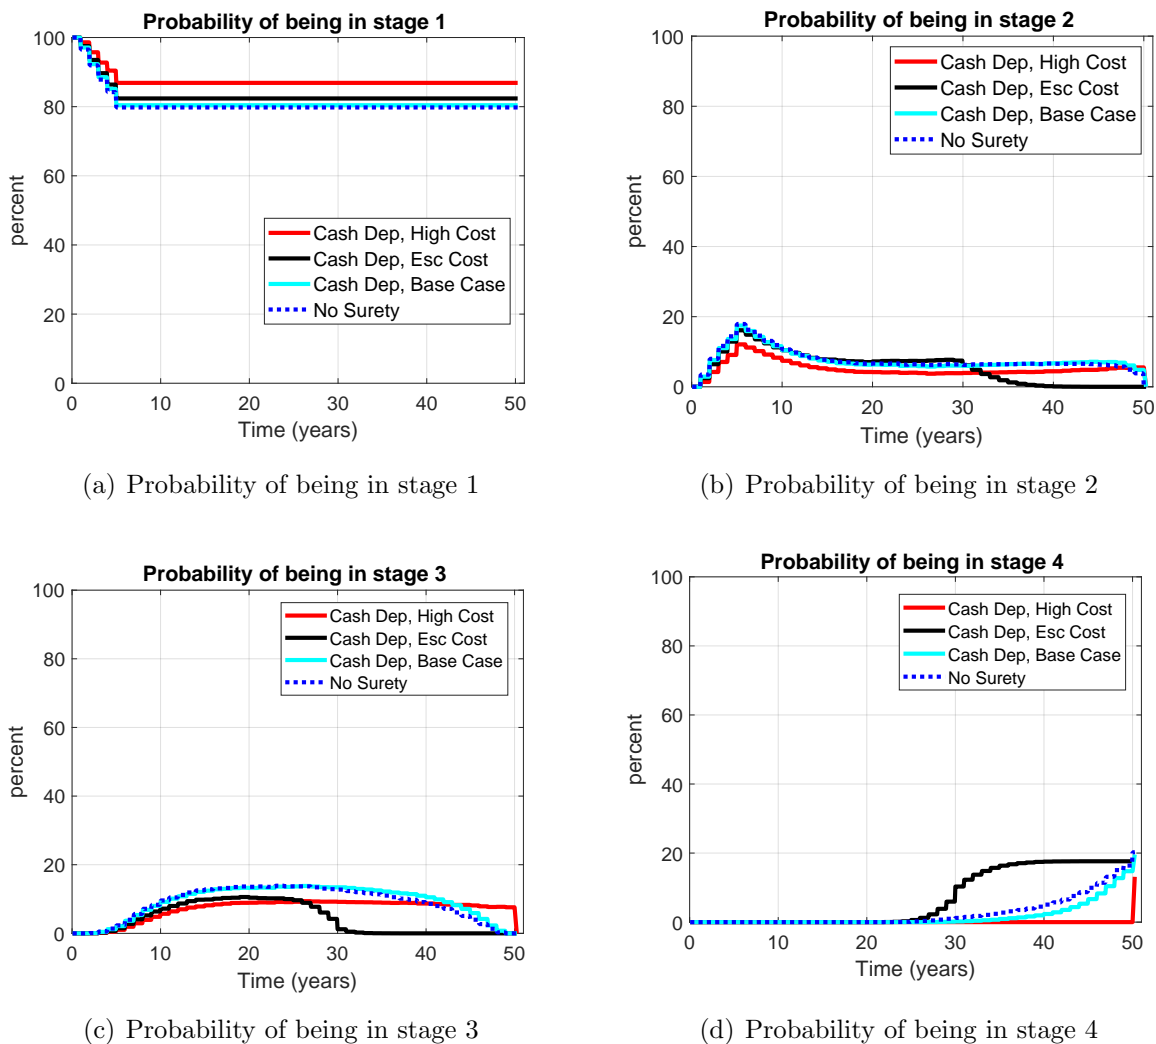 Probability of being in stage 1
100
80
60
40
20
0
percent
Cash Dep, High Cost
Cash Dep, Esc Cost
Cash Dep, Base Case
No Surety
0 10 20 30 40 50
Time (years)
(a) Probability of being in stage 1
Probability of being in stage 2
100
80
60
40
20
0
percent
Cash Dep, High Cost
Cash Dep, Esc Cost
Cash Dep, Base Case
No Surety
0 10 20 30 40 50
Time (years)
(b) Probability of being in stage 2
Probability of being in stage 3
100
80
60
40
20
0
percent
Cash Dep, High Cost
Cash Dep, Esc Cost
Cash Dep, Base Case
No Surety
0 10 20 30 40 50
Time (years)
(c) Probability of being in stage 3
Probability of being in stage 4
100
80
60
40
20
0
percent
Cash Dep, High Cost
Cash Dep, Esc Cost
Cash Dep, Base Case
No Surety
0 10 20 30 40 50
Time (years)
(d) Probability of being in stage 4